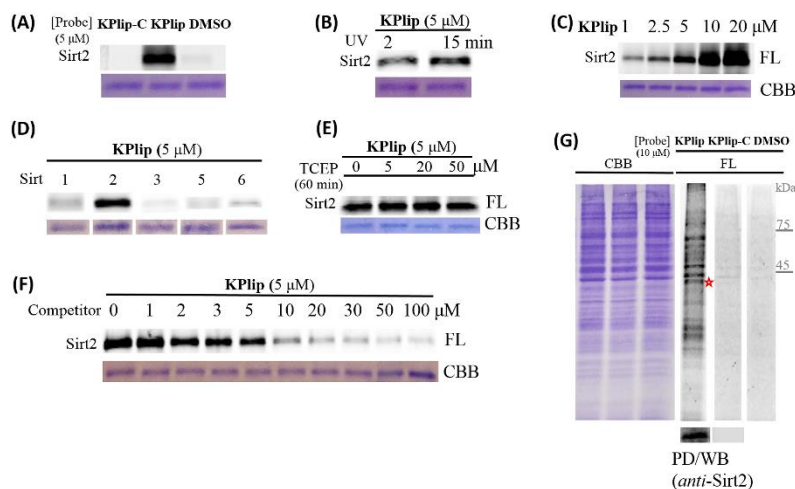 (A)
[Probe] KPlip-C KPlip DMSO
(5 μM)
Sirt2
(B)
KPlip (5 μM)
UV 2 15 min
Sirt2
(C)
KPlip 1 2.5 5 10 20 μM
Sirt2 FL
CBB
(D)
KPlip (5 μM)
Sirt 1 2 3 5 6
(E)
KPlip (5 μM)
TCEP 0 5 20 50 μM
(60 min)
Sirt2 FL
CBB
(F)
KPlip (5 μM)
Competitor 0 1 2 3 5 10 20 30 50 100 μM
Sirt2 FL
CBB
(G)
[Probe] KPlip KPlip-C DMSO
(10 μM)
CBB FL
kDa
75
45
PD/WB
(anti-Sirt2)